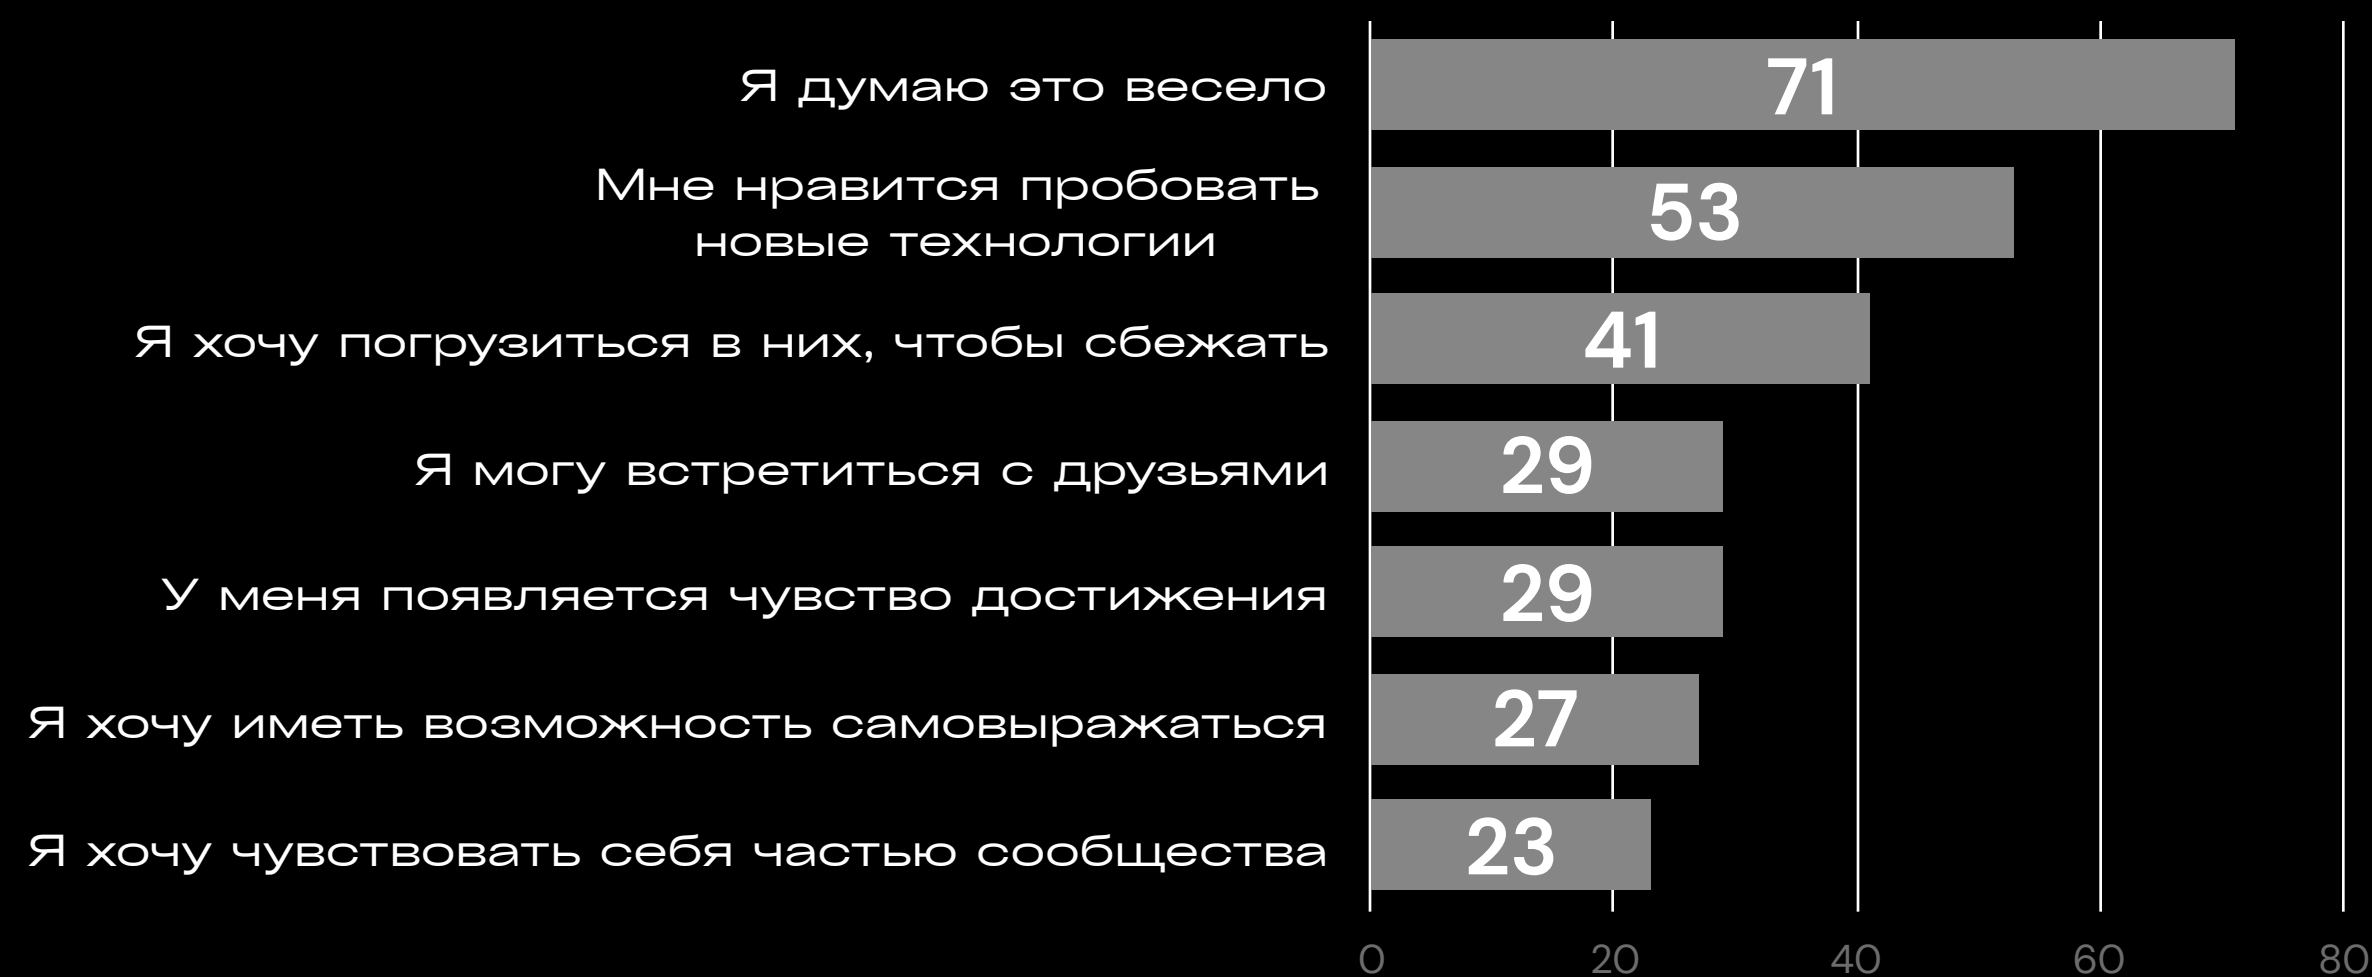 Я думаю это весело
71
Мне нравится пробовать
новые технологии
53
Я хочу погрузиться в них, чтобы сбежать
41
Я могу встретиться с друзьями
29
У меня появляется чувство достижения
29
Я хочу иметь возможность самовыражаться
27
Я хочу чувствовать себя частью сообщества
23
0 20 40 60 80